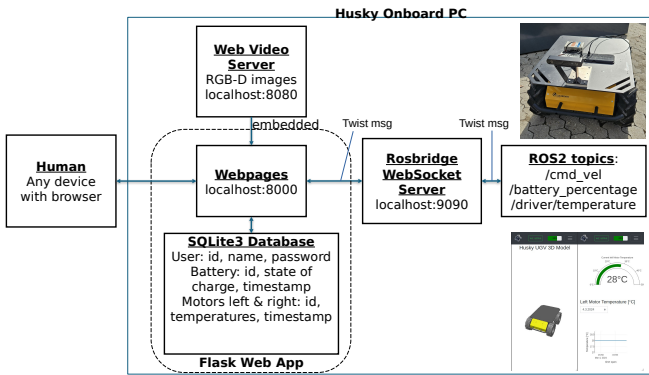 Husky Onboard PC
Web Video
Server
RGB-D images
localhost:8080
embedded
Twist msg
Twist msg
Human
Any device
with browser
Webpages
localhost:8000
Rosbridge
WebSocket
Server
localhost:9090
ROS2 topics:
/cmd_vel
/battery_percentage
/driver/temperature
SQLite3 Database
User: id, name, password
Battery: id, state of
charge, timestamp
Motors left & right: id,
temperatures, timestamp
Flask Web App
Husky UGV 3D Model
28°C
Left Motor Temperature [°C]